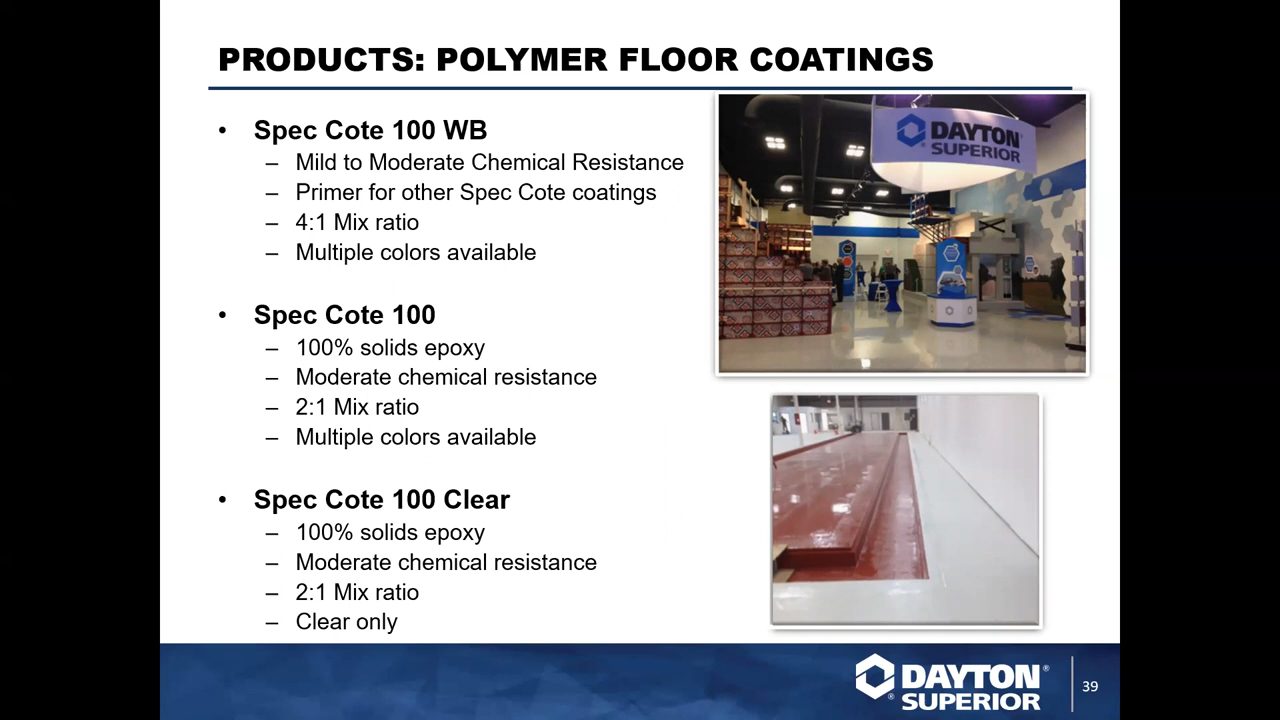 PRODUCTS: POLYMER FLOOR COATINGS
• Spec Cote 100 WB
– Mild to Moderate Chemical Resistance
– Primer for other Spec Cote coatings
– 4:1 Mix ratio
– Multiple colors available
• Spec Cote 100
– 100% solids epoxy
– Moderate chemical resistance
– 2:1 Mix ratio
– Multiple colors available
• Spec Cote 100 Clear
– 100% solids epoxy
– Moderate chemical resistance
– 2:1 Mix ratio
– Clear only
DAYTON
SUPERIOR
DAYTON®
® SUPERIOR
39